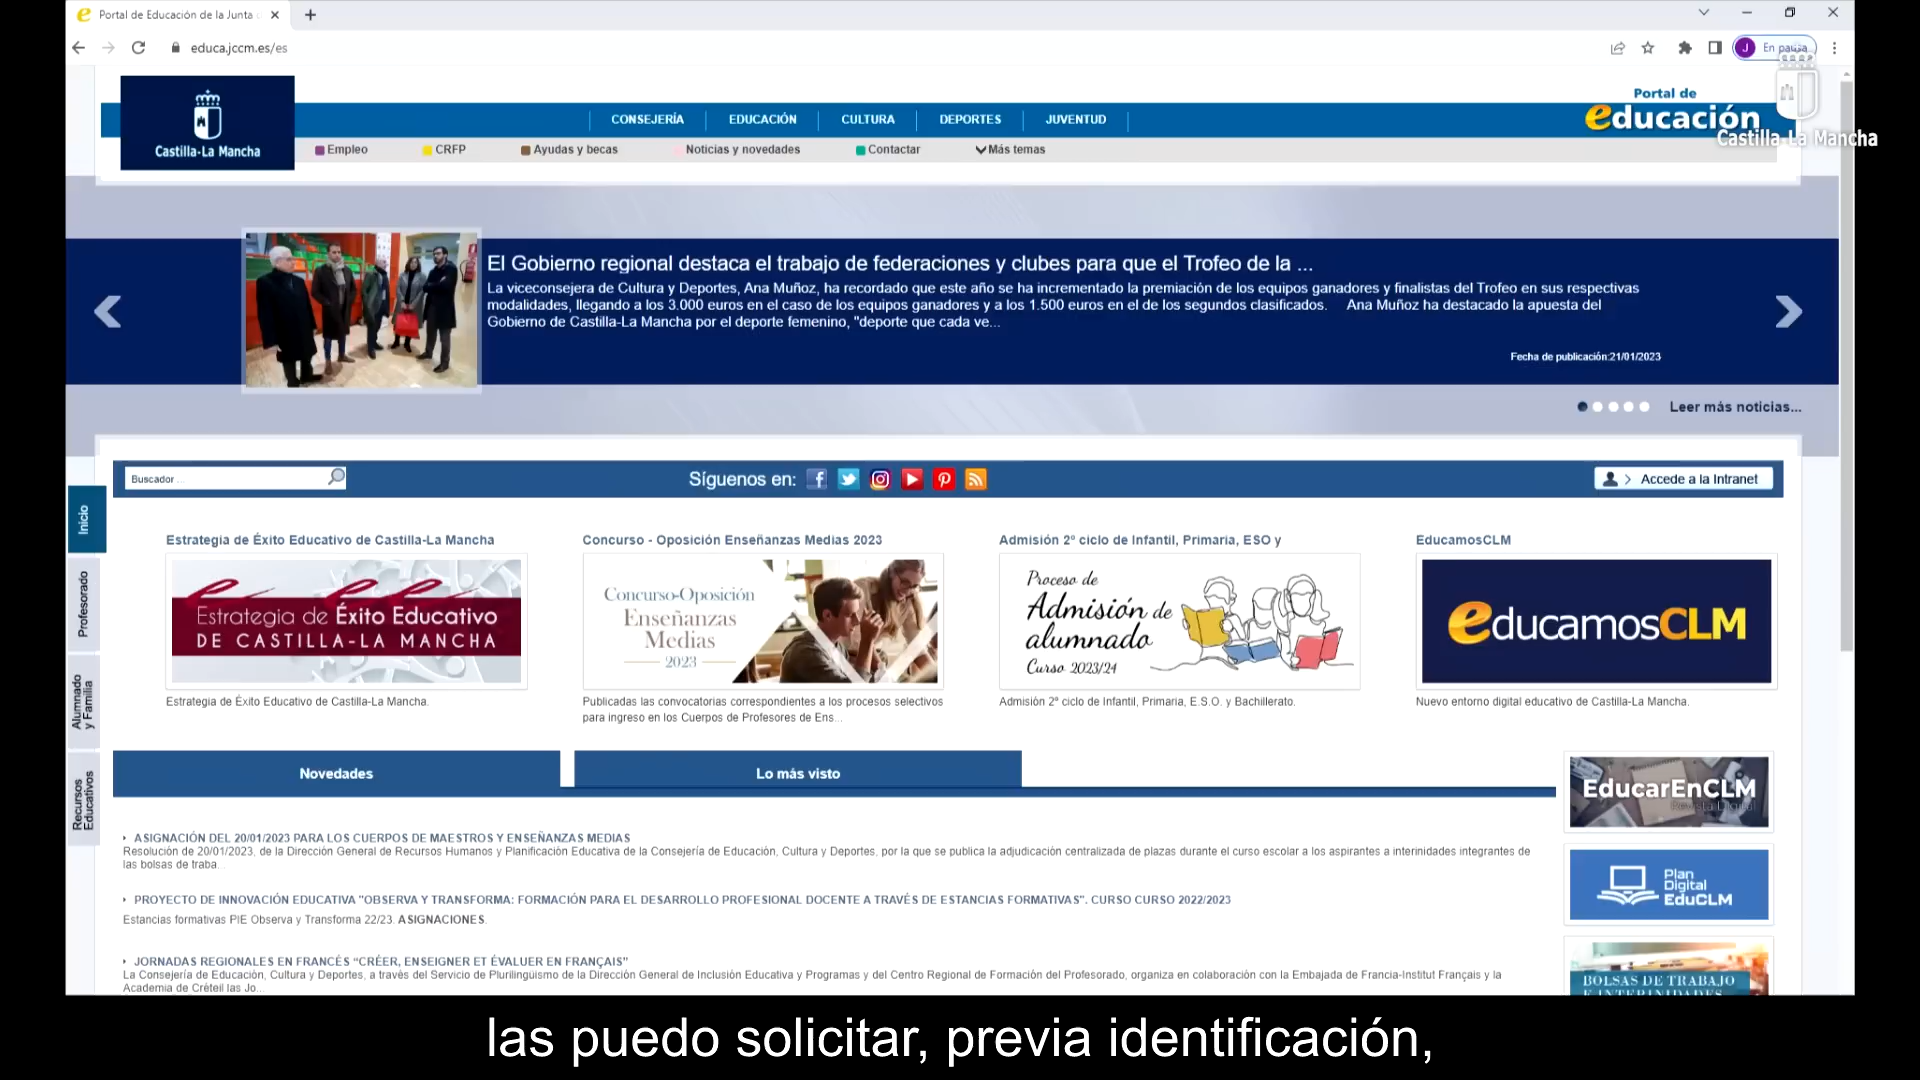 Portal de Educación de la Junta
educa.jccm.es/es
J En pausa
Castilla-La Mancha
CONSEJERÍA
EDUCACIÓN
CULTURA
DEPORTES
JUVENTUD
Portal de
educación
Castilla-La Mancha
Empleo
CRFP
Ayudas y becas
Noticias y novedades
Contactar
Más temas
El Gobierno regional destaca el trabajo de federaciones y clubes para que el Trofeo de la ...
La viceconsejera de Cultura y Deportes, Ana Muñoz, ha recordado que este año se ha incrementado la premiación de los equipos ganadores y finalistas del Trofeo en sus respectivas
modalidades, llegando a los 3.000 euros en el caso de los equipos ganadores y a los 1.500 euros en el de los segundos clasificados. Ana Muñoz ha destacado la apuesta del
Gobierno de Castilla-La Mancha por el deporte femenino, "deporte que cada ve...
Fecha de publicación:21/01/2023
Leer más noticias...
Buscador ...
Síguenos en:
Accede a la Intranet
Inicio
Profesorado
Alumnado
y Familia
Recursos
Educativos
Estrategia de Éxito Educativo de Castilla-La Mancha
Estrategia de Éxito Educativo
DE CASTILLA-LA MANCHA
Estrategia de Éxito Educativo de Castilla-La Mancha.
Concurso - Oposición Enseñanzas Medias 2023
Concurso-Oposición
Enseñanzas
Medias
2023
Publicadas las convocatorias correspondientes a los procesos selectivos
para ingreso en los Cuerpos de Profesores de Ens...
Admisión 2º ciclo de Infantil, Primaria, ESO y
Proceso de
Admisión de
alumnado
Curso 2023/24
Admisión 2º ciclo de Infantil, Primaria, E.S.O. y Bachillerato.
EducamosCLM
educamosCLM
Nuevo entorno digital educativo de Castilla-La Mancha.
Novedades
Lo más visto
ASIGNACIÓN DEL 20/01/2023 PARA LOS CUERPOS DE MAESTROS Y ENSEÑANZAS MEDIAS
Resolución de 20/01/2023, de la Dirección General de Recursos Humanos y Planificación Educativa de la Consejería de Educación, Cultura y Deportes, por la que se publica la adjudicación centralizada de plazas durante el curso escolar a los aspirantes a interinidades integrantes de
las bolsas de traba...
PROYECTO DE INNOVACIÓN EDUCATIVA "OBSERVA Y TRANSFORMA: FORMACIÓN PARA EL DESARROLLO PROFESIONAL DOCENTE A TRAVÉS DE ESTANCIAS FORMATIVAS". CURSO CURSO 2022/2023
Estancias formativas PIE Observa y Transforma 22/23. ASIGNACIONES.
JORNADAS REGIONALES EN FRANCÉS “CRÉER, ENSEIGNER ET ÉVALUER EN FRANÇAIS”
La Consejería de Educación, Cultura y Deportes, a través del Servicio de Plurilingüismo de la Dirección General de Inclusión Educativa y Programas y del Centro Regional de Formación del Profesorado, organiza en colaboración con la Embajada de Francia-Institut Français y la
Academia de Créteil las Jo...
EducarEnCLM
Revista Digital
Plan
Digital
EduCLM
BOLSAS DE TRABAJO
E INTERINIDADES
las puedo solicitar, previa identificación,